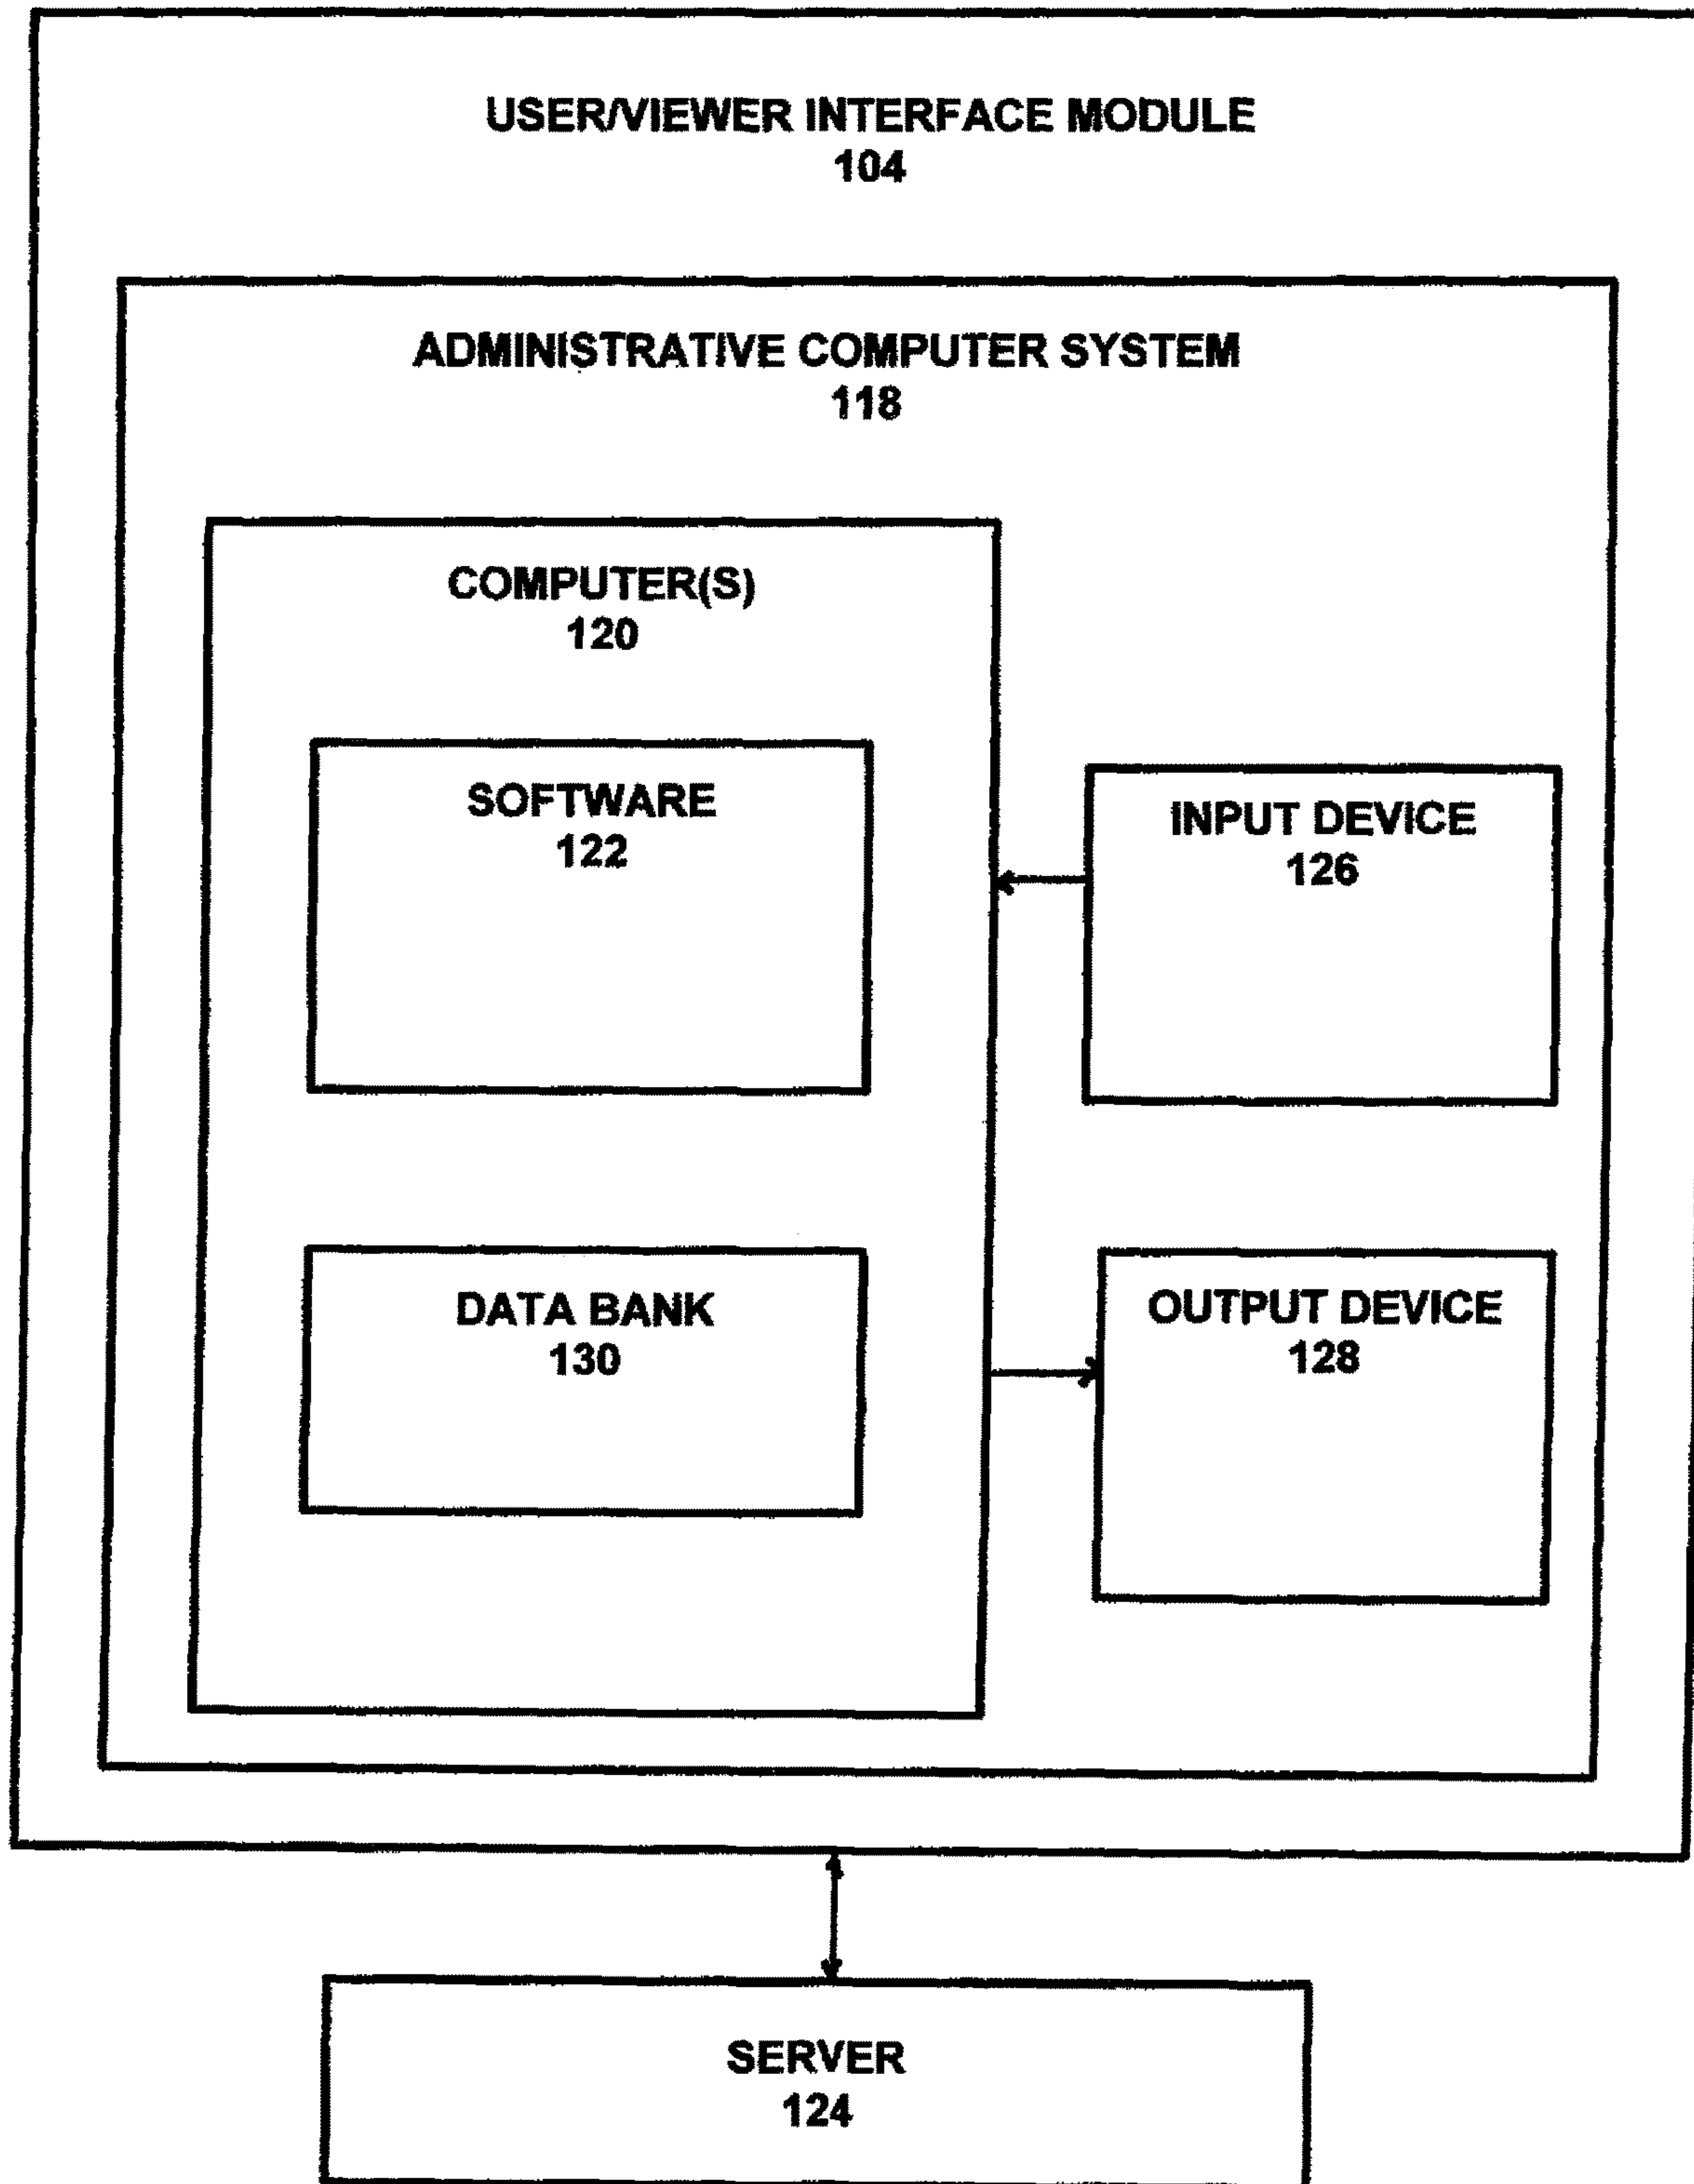 USER/VIEWER INTERFACE MODULE
104
ADMINISTRATIVE COMPUTER SYSTEM
118
COMPUTER(S)
120
SOFTWARE
122
INPUT DEVICE
126
DATA BANK
130
OUTPUT DEVICE
128
SERVER
124